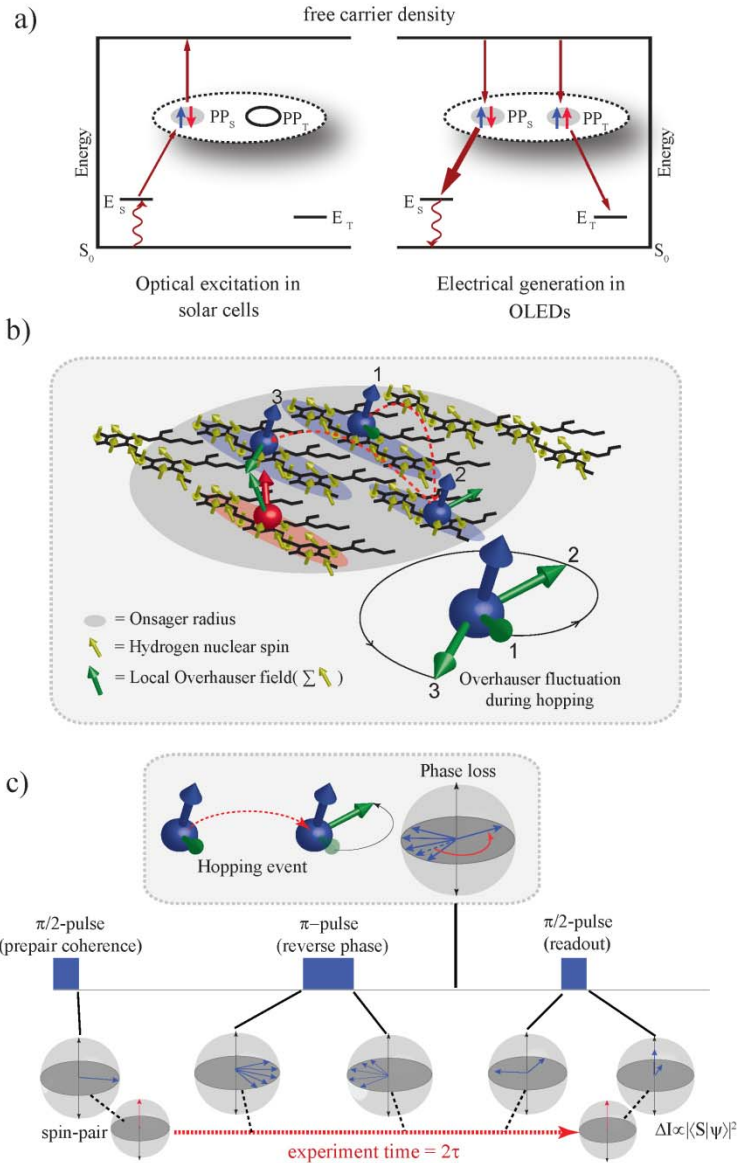 a)
free carrier density
Energy
PP_S
PP_T
E_S
E_T
S_0
Optical excitation in
solar cells
PP_S
PP_T
Energy
E_S
E_T
S_0
Electrical generation in
OLEDs
b)
1
3
2
= Onsager radius
= Hydrogen nuclear spin
= Local Overhauser field( ∑ )
2
1
3
Overhauser fluctuation
during hopping
c)
Phase loss
Hopping event
π/2-pulse
(prepair coherence)
π−pulse
(reverse phase)
π/2-pulse
(readout)
spin-pair
experiment time = 2τ
ΔI∝|⟨S|ψ⟩|²